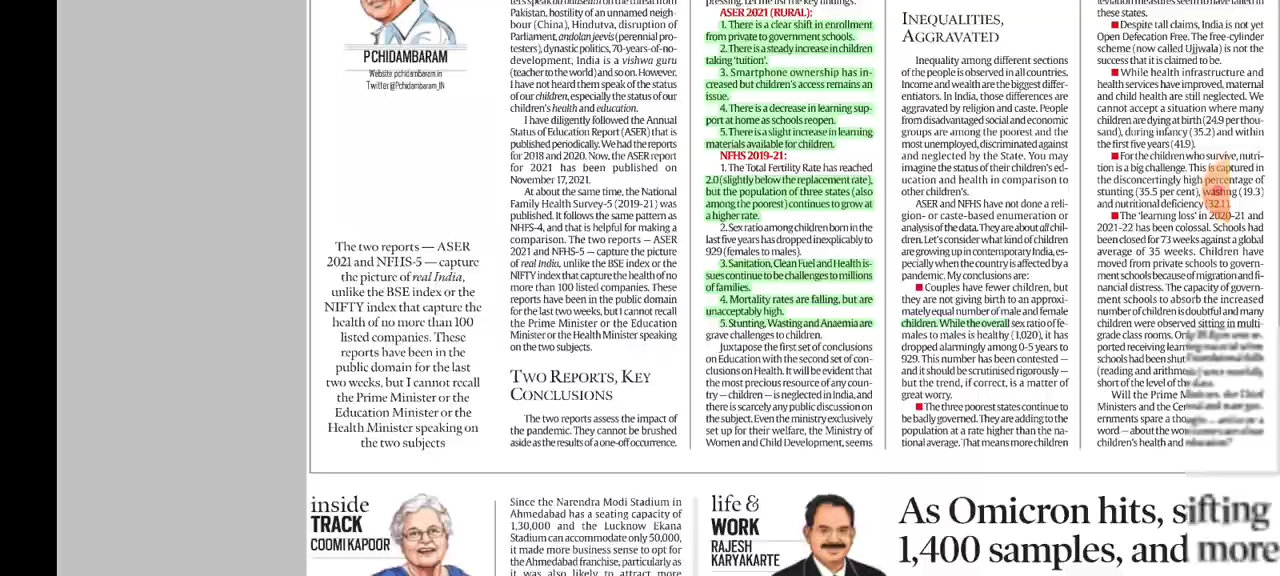 P CHIDAMBARAM
Website: pchidambaram.in
Twitter:@Pchidambaram_IN
The two reports — ASER
2021 and NFHS-5 — capture
the picture of real India,
unlike the BSE index or the
NIFTY index that capture the
health of no more than 100
listed companies. These
reports have been in the
public domain for the last
two weeks, but I cannot recall
the Prime Minister or the
Education Minister or the
Health Minister speaking on
the two subjects
Pakistan, hostility of an unnamed neigh-
bour (China), Hindutva, disruption of
Parliament, andolan jeevis (perennial pro-
testers), dynastic politics, 70-years-of-no-
development, India is a vishwa guru
(teacher to the world) and so on. However,
I have not heard them speak of the status
of our children, especially the status of our
children's health and education.
I have diligently followed the Annual
Status of Education Report (ASER) that is
published periodically. We had the reports
for 2018 and 2020. Now, the ASER report
for 2021 has been published on
November 17, 2021.
At about the same time, the National
Family Health Survey-5 (2019-21) was
published. It follows the same pattern as
NHFS-4, and that is helpful for making a
comparison. The two reports — ASER
2021 and NFHS-5 — capture the picture
of real India, unlike the BSE index or the
NIFTY index that capture the health of no
more than 100 listed companies. These
reports have been in the public domain
for the last two weeks, but I cannot recall
the Prime Minister or the Education
Minister or the Health Minister speaking
on the two subjects.
TWO REPORTS, KEY
CONCLUSIONS
The two reports assess the impact of
the pandemic. They cannot be brushed
aside as the results of a one-off occurrence.
ASER 2021 (RURAL):
1. There is a clear shift in enrollment
from private to government schools.
2. There is a steady increase in children
taking 'tuition'.
3. Smartphone ownership has in-
creased but children's access remains an
issue.
4. There is a decrease in learning sup-
port at home as schools reopen.
5. There is a slight increase in learning
materials available for children.
NFHS 2019-21:
1. The Total Fertility Rate has reached
2.0 (slightly below the replacement rate),
but the population of three states (also
among the poorest) continues to grow at
a higher rate.
2. Sex ratio among children born in the
last five years has dropped inexplicably to
929 (females to males).
3. Sanitation, Clean Fuel and Health is-
sues continue to be challenges to millions
of families.
4. Mortality rates are falling, but are
unacceptably high.
5. Stunting, Wasting and Anaemia are
grave challenges to children.
Juxtapose the first set of conclusions
on Education with the second set of con-
clusions on Health. It will be evident that
the most precious resource of any coun-
try — children — is neglected in India, and
there is scarcely any public discussion on
the subject. Even the ministry exclusively
set up for their welfare, the Ministry of
Women and Child Development, seems
INEQUALITIES,
AGGRAVATED
Inequality among different sections
of the people is observed in all countries.
Income and wealth are the biggest differ-
entiators. In India, those differences are
aggravated by religion and caste. People
from disadvantaged social and economic
groups are among the poorest and the
most unemployed, discriminated against
and neglected by the State. You may
imagine the status of their children's ed-
ucation and health in comparison to
other children's.
ASER and NFHS have not done a reli-
gion- or caste-based enumeration or
analysis of the data. They are about all chil-
dren. Let's consider what kind of children
are growing up in contemporary India, es-
pecially when the country is affected by a
pandemic. My conclusions are:
■ Couples have fewer children, but
they are not giving birth to an approxi-
mately equal number of male and female
children. While the overall sex ratio of fe-
males to males is healthy (1,020), it has
dropped alarmingly among 0-5 years to
929. This number has been contested —
and it should be scrutinised rigorously —
but the trend, if correct, is a matter of
great worry.
■ The three poorest states continue to
be badly governed. They are adding to the
population at a rate higher than the na-
tional average. That means more children
these states.
■ Despite tall claims, India is not yet
Open Defecation Free. The free-cylinder
scheme (now called Ujjwala) is not the
success that it is claimed to be.
■ While health infrastructure and
health services have improved, maternal
and child health are still neglected. We
cannot accept a situation where many
children are dying at birth (24.9 per thou-
sand), during infancy (35.2) and within
the first five years (41.9).
■ For the children who survive, nutri-
tion is a big challenge. This is captured in
the disconcertingly high percentage of
stunting (35.5 per cent), wasting (19.3)
and nutritional deficiency (32.1).
■ The 'learning loss' in 2020-21 and
2021-22 has been colossal. Schools had
been closed for 73 weeks against a global
average of 35 weeks. Children have
moved from private schools to govern-
ment schools because of migration and fi-
nancial distress. The capacity of govern-
ment schools to absorb the increased
number of children is doubtful and many
children were observed sitting in multi-
grade class rooms.
ported receiving
schools had been shut
(reading and
short of the level of the
Will the Prime
Ministers and the
ernments spare a
word — about the
children's health and
inside
TRACK
COOMI KAPOOR
Since the Narendra Modi Stadium in
Ahmedabad has a seating capacity of
1,30,000 and the Lucknow Ekana
Stadium can accommodate only 50,000,
it made more business sense to opt for
the Ahmedabad franchise, particularly as
it was also likely to attract more
life &
WORK
RAJESH
KARYAKARTE
As Omicron hits, sifting
1,400 samples, and more